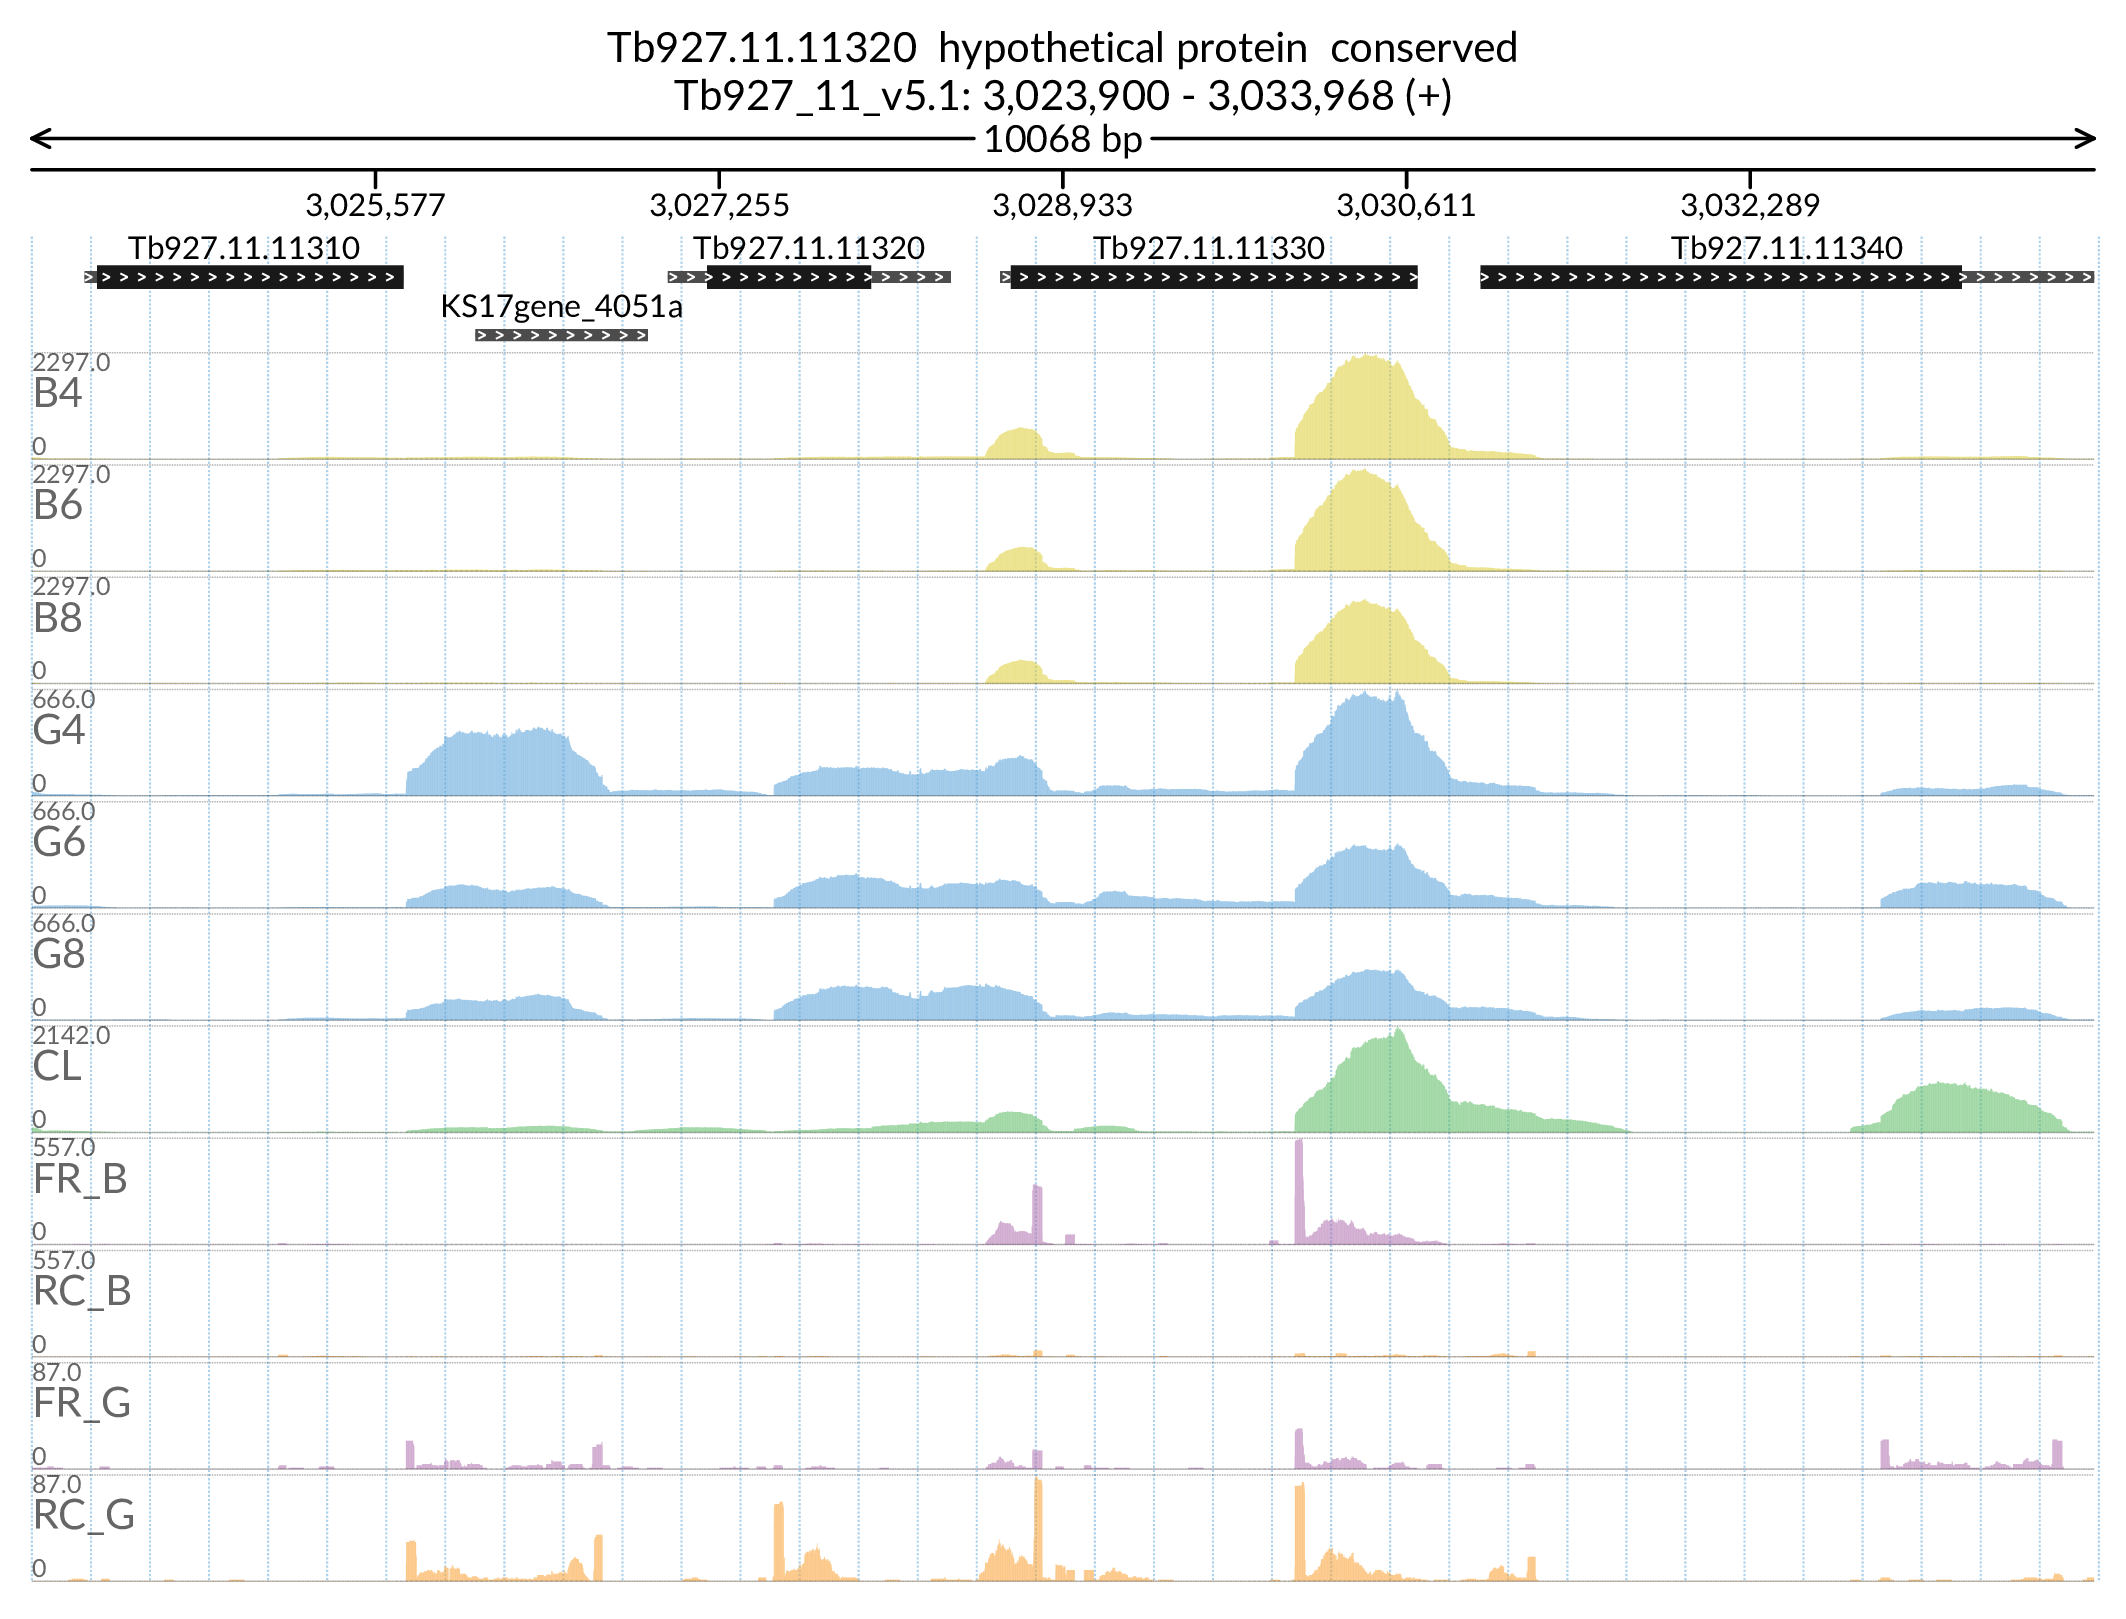 Tb927.11.11320 hypothetical protein conserved
Tb927_11_v5.1: 3,023,900 - 3,033,968 (+)
10068 bp
3,025,577 3,027,255 3,028,933 3,030,611 3,032,289
Tb927.11.11310 Tb927.11.11320 Tb927.11.11330 Tb927.11.11340
KS17gene_4051a
2297.0
B4
0
2297.0
B6
0
2297.0
B8
0
666.0
G4
0
666.0
G6
0
666.0
G8
0
2142.0
CL
0
557.0
FR_B
0
557.0
RC_B
0
87.0
FR_G
0
87.0
RC_G
0